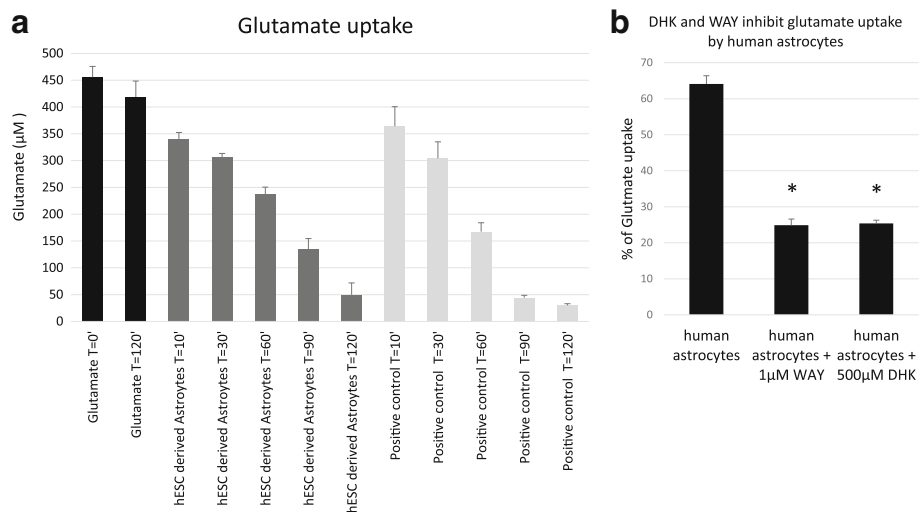 a
Glutamate uptake
Glutamate (µM )
500
450
400
350
300
250
200
150
100
50
0
Glutamate T=0'
Glutamate T=120'
hESC derived Astroytes T=10'
hESC derived Astroytes T=30'
hESC derived Astroytes T=60'
hESC derived Astroytes T=90'
hESC derived Astroytes T=120'
Positive control T=10'
Positive control T=30'
Positive control T=60'
Positive control T=90'
Positive control T=120'
b
DHK and WAY inhibit glutamate uptake
by human astrocytes
% of Glutmate uptake
70
60
50
40
30
20
10
0
* *
human
astrocytes
human
astrocytes +
1µM WAY
human
astrocytes +
500µM DHK